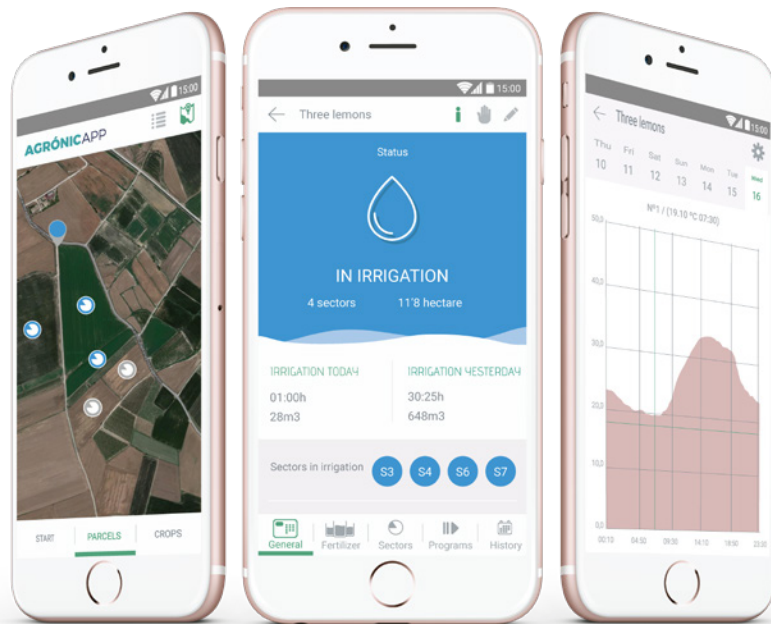 15:00
AGRÓNICAPP
START PARCELS CROPS
15:00
Three lemons
Status
IN IRRIGATION
4 sectors 11'8 hectare
IRRIGATION TODAY IRRIGATION YESTERDAY
01:00h 30:25h
28m3 648m3
Sectors in irrigation S3 S4 S6 S7
General Fertilizer Sectors Programs History
15:00
Three lemons
Thu Fri Sat Sun Mon Tue Wed
10 11 12 13 14 15 16
Nº1 / (19.10 ºC 07:30)
50,0
40,0
30,0
20,0
10,0
0,0
00:10 04:50 09:30 14:10 18:50 23:30